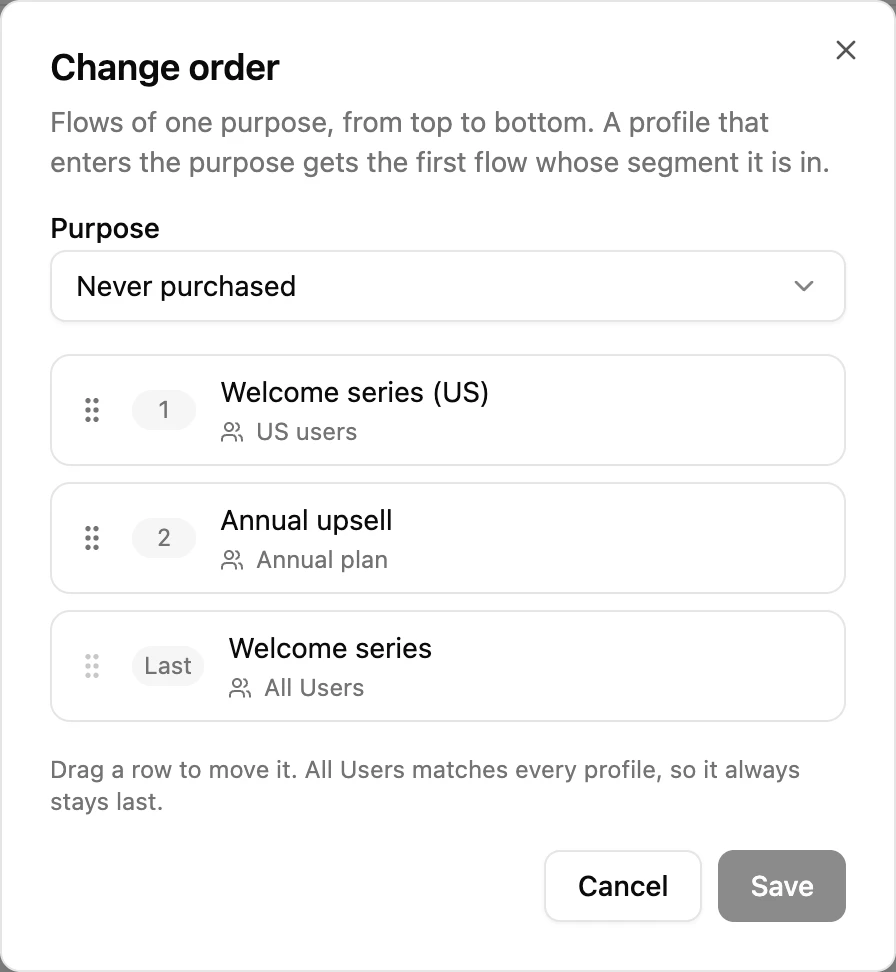 Change order
Flows of one purpose, from top to bottom. A profile that
enters the purpose gets the first flow whose segment it is in.
Purpose
Never purchased
1
Welcome series (US)
US users
2
Annual upsell
Annual plan
Last
Welcome series
All Users
Drag a row to move it. All Users matches every profile, so it always
stays last.
Cancel
Save